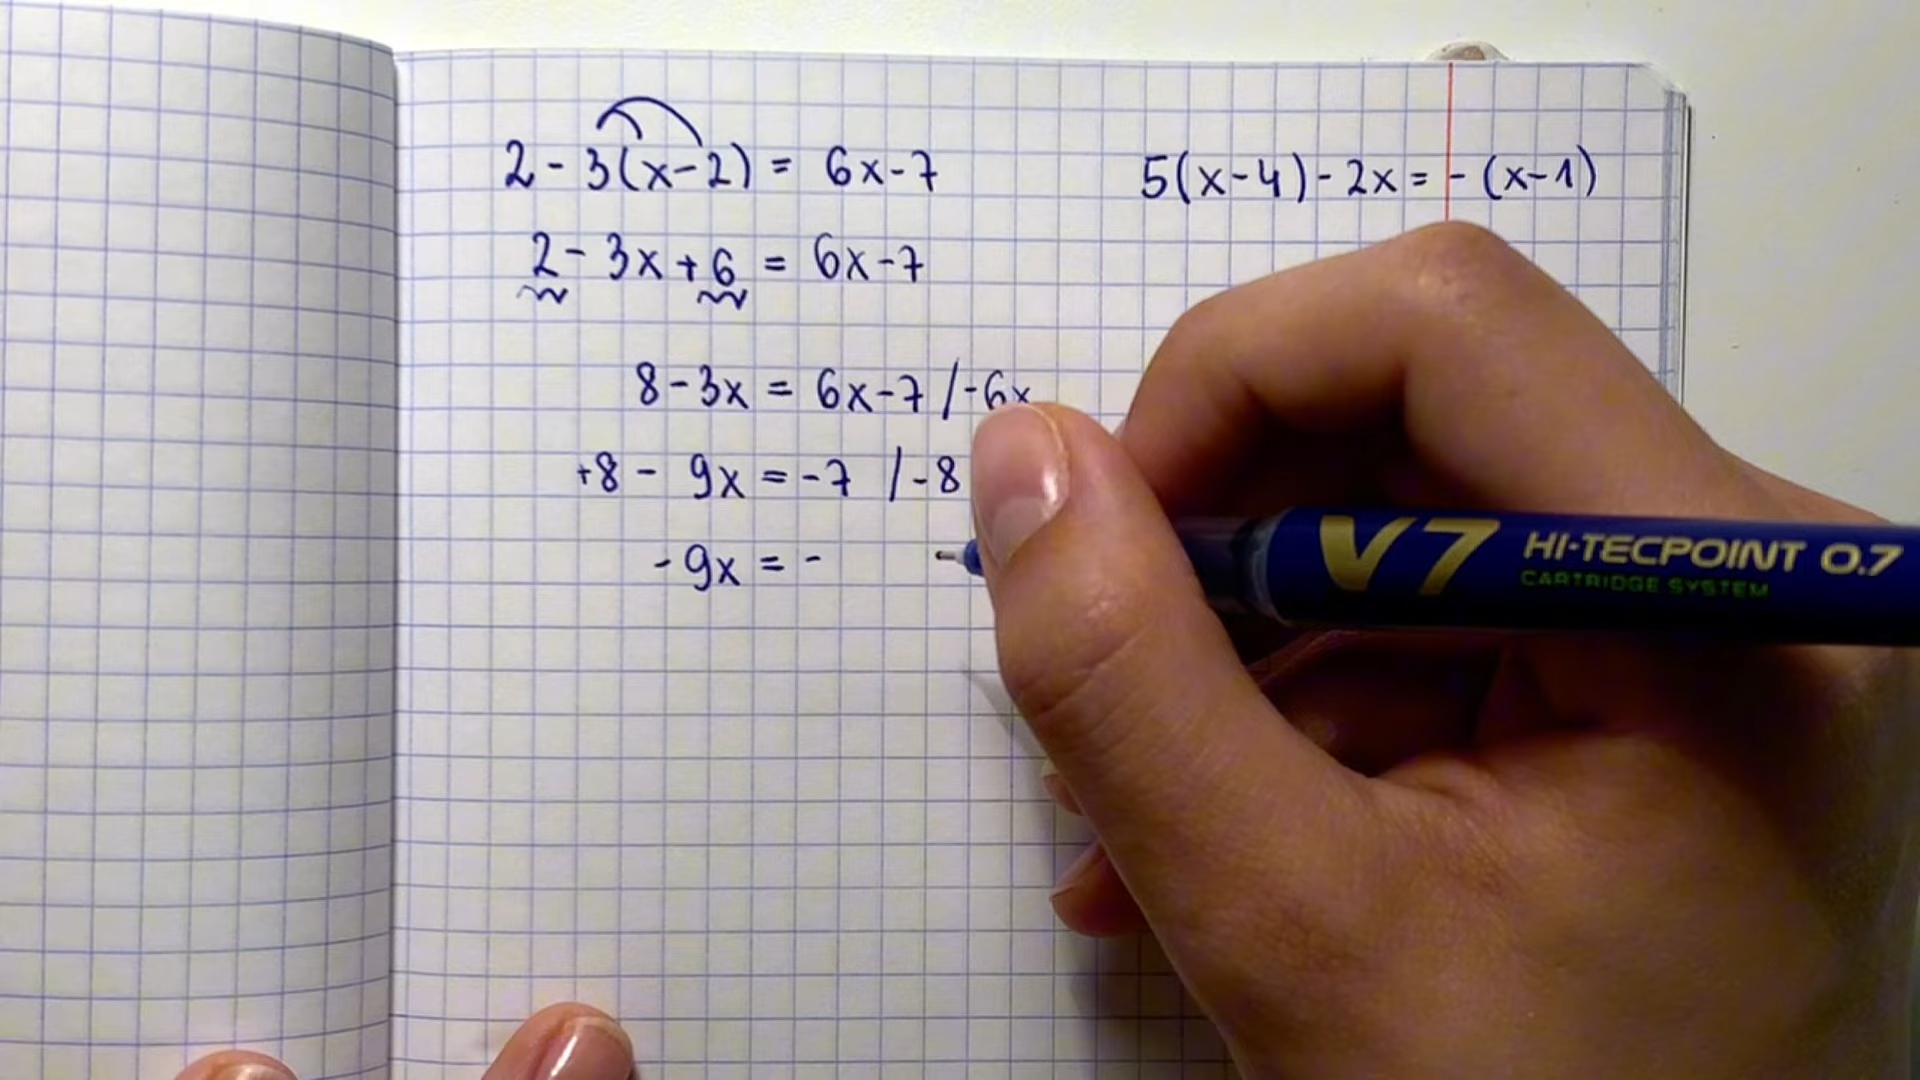 2 - 3(x-2) = 6x-7
2 - 3x + 6 = 6x-7
8 - 3x = 6x-7 /-6x
+8 - 9x = -7 /-8
-9x = -
5(x-4) - 2x = - (x-1)
V7 HI-TECPOINT 0.7
CARTRIDGE SYSTEM